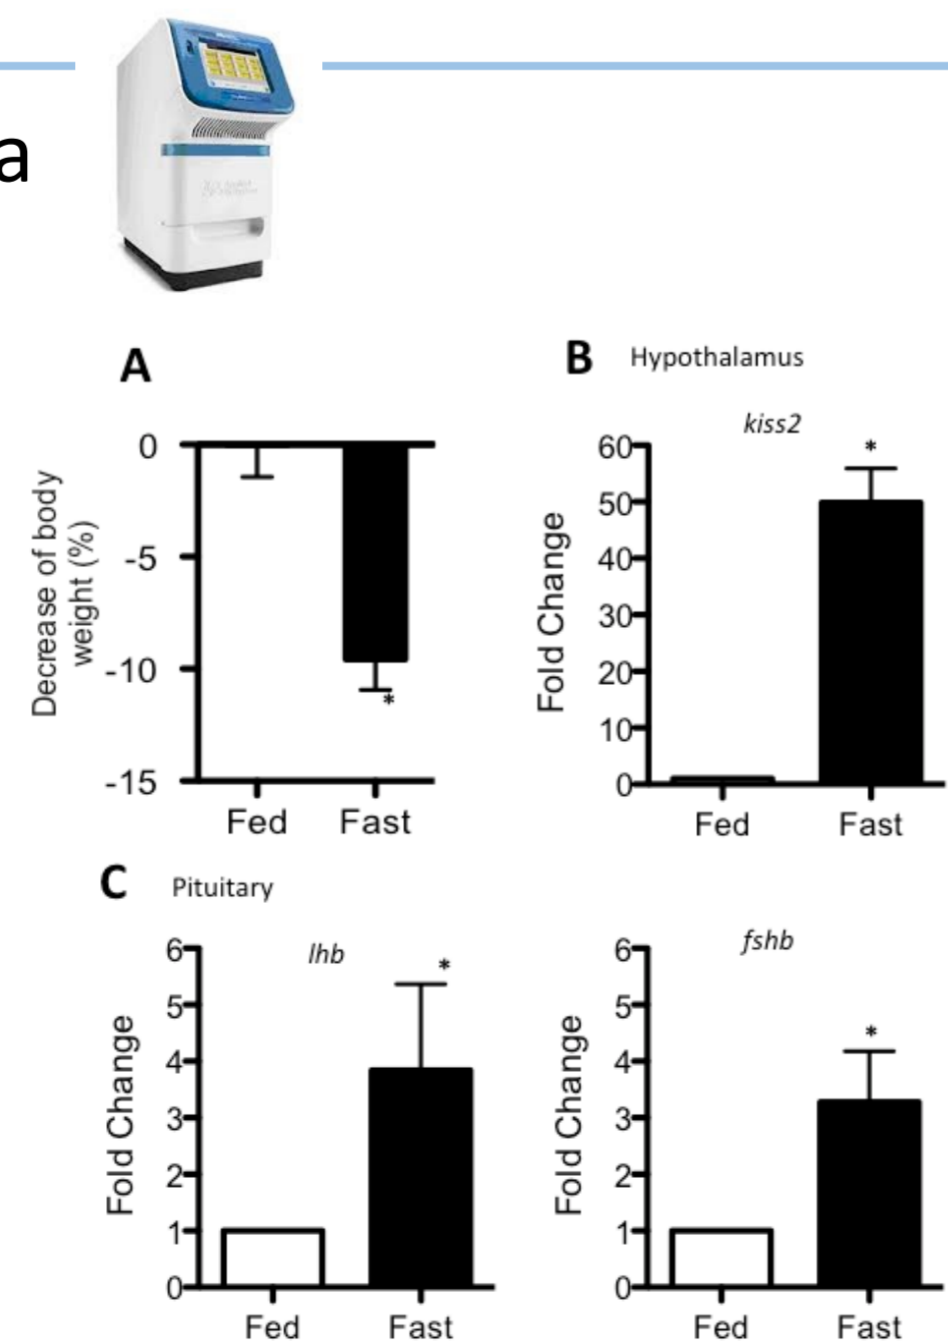 a
A
0
-5
-10
-15
Decrease of body
weight (%)
Fed Fast
*
B Hypothalamus
kiss2
60
50
40
30
20
10
0
Fold Change
*
Fed Fast
C Pituitary
lhb
6
5
4
3
2
1
0
Fold Change
*
Fed Fast
fshb
6
5
4
3
2
1
0
Fold Change
*
Fed Fast